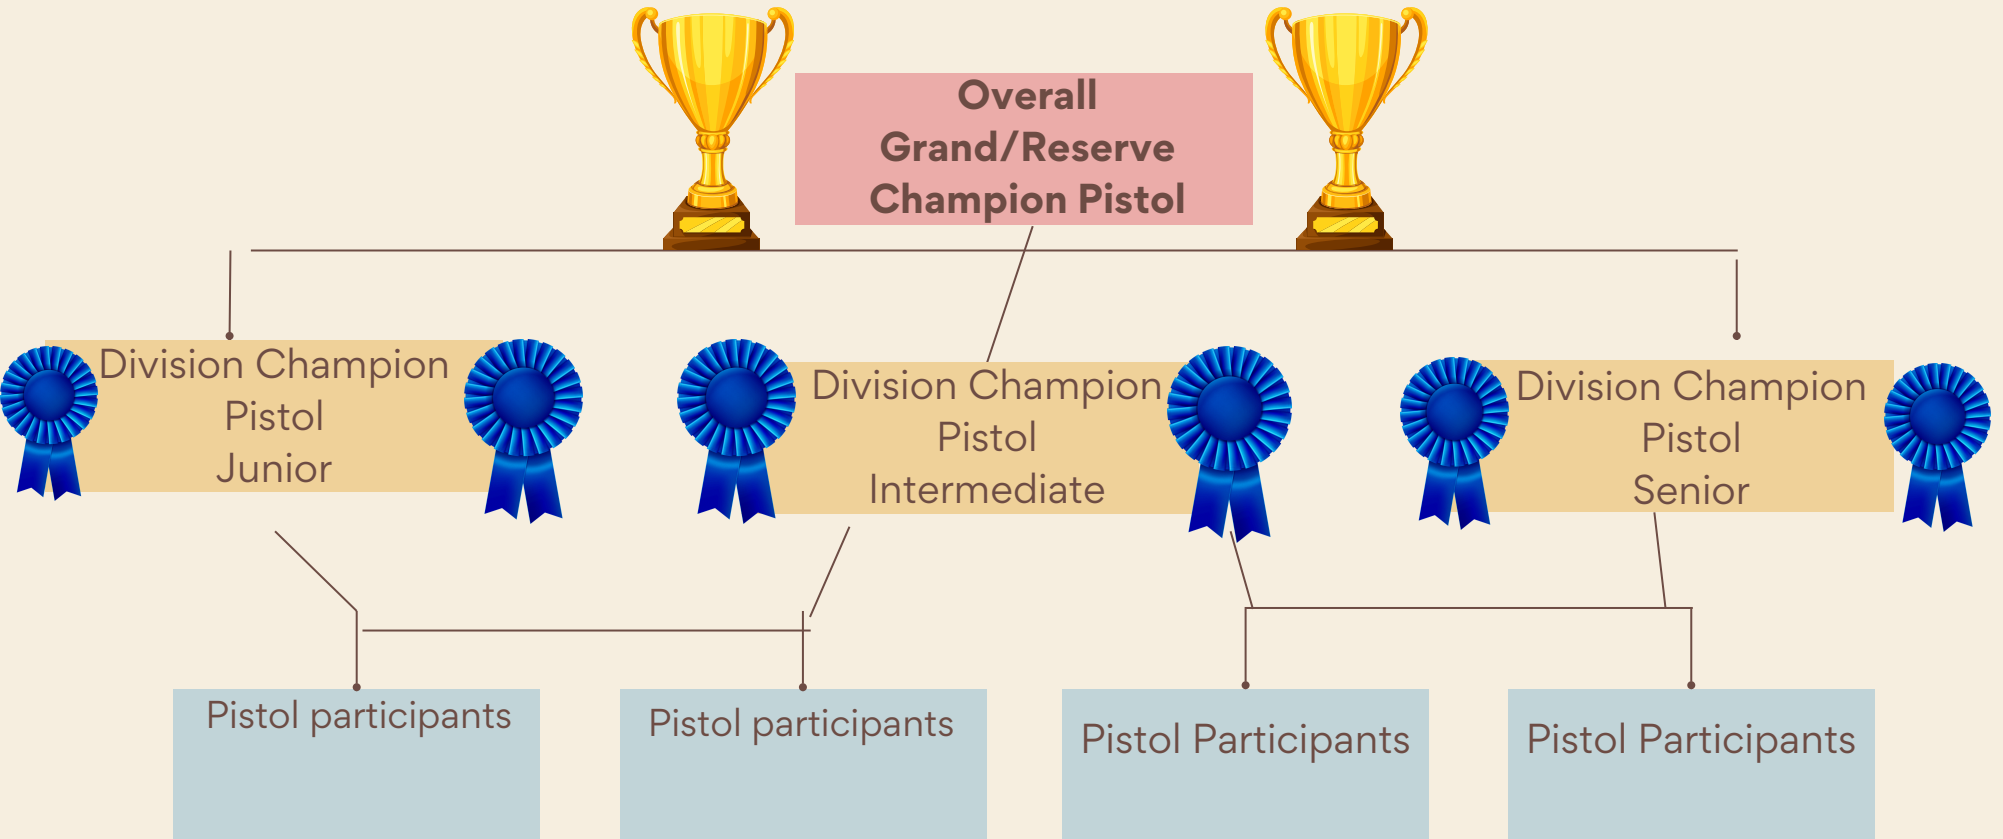 Overall
Grand/Reserve
Champion Pistol
Division Champion
Pistol
Junior
Division Champion
Pistol
Intermediate
Division Champion
Pistol
Senior
Pistol participants
Pistol participants
Pistol Participants
Pistol Participants